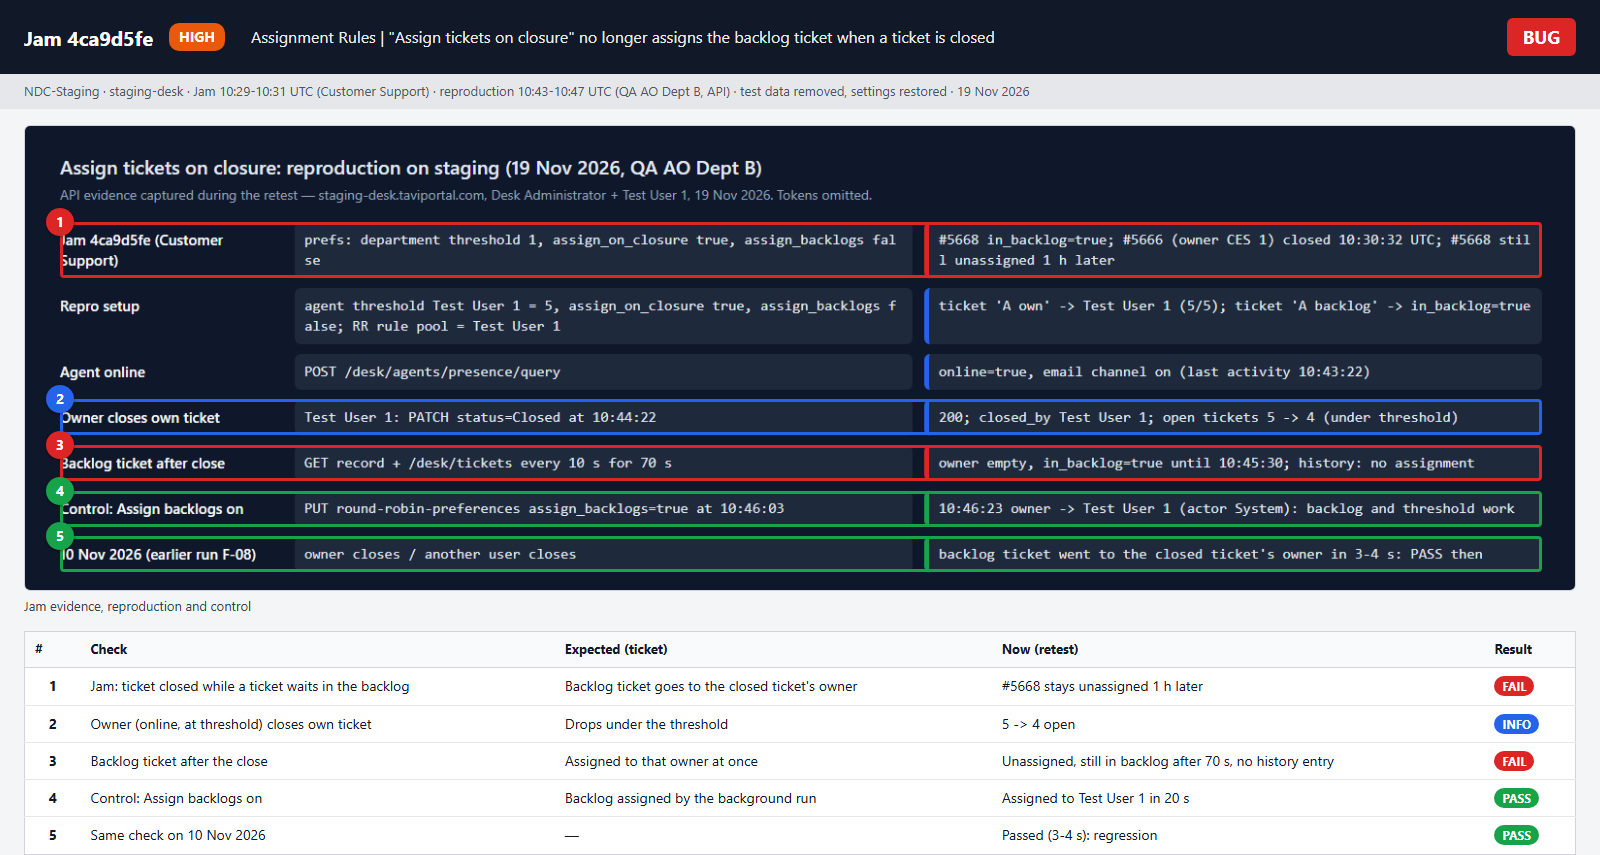 Jam 4ca9d5fe HIGH Assignment Rules | "Assign tickets on closure" no longer assigns the backlog ticket when a ticket is closed BUG
NDC-Staging · staging-desk · Jam 10:29-10:31 UTC (Customer Support) · reproduction 10:43-10:47 UTC (QA AO Dept B, API) · test data removed, settings restored · 19 Nov 2026
Assign tickets on closure: reproduction on staging (19 Nov 2026, QA AO Dept B)
API evidence captured during the retest — staging-desk.taviportal.com, Desk Administrator + Test User 1, 19 Nov 2026. Tokens omitted.
1
Jam 4ca9d5fe (Customer
Support)
prefs: department threshold 1, assign_on_closure true, assign_backlogs fal
se
#5668 in_backlog=true; #5666 (owner CES 1) closed 10:30:32 UTC; #5668 stil
l unassigned 1 h later
Repro setup
agent threshold Test User 1 = 5, assign_on_closure true, assign_backlogs f
alse; RR rule pool = Test User 1
ticket 'A own' -> Test User 1 (5/5); ticket 'A backlog' -> in_backlog=true
Agent online
POST /desk/agents/presence/query
online=true, email channel on (last activity 10:43:22)
2
Owner closes own ticket
Test User 1: PATCH status=Closed at 10:44:22
200; closed_by Test User 1; open tickets 5 -> 4 (under threshold)
3
Backlog ticket after close
GET record + /desk/tickets every 10 s for 70 s
owner empty, in_backlog=true until 10:45:30; history: no assignment
4
Control: Assign backlogs on
PUT round-robin-preferences assign_backlogs=true at 10:46:03
10:46:23 owner -> Test User 1 (actor System): backlog and threshold work
5
10 Nov 2026 (earlier run F-08)
owner closes / another user closes
backlog ticket went to the closed ticket's owner in 3-4 s: PASS then
Jam evidence, reproduction and control
# Check Expected (ticket) Now (retest) Result
1 Jam: ticket closed while a ticket waits in the backlog Backlog ticket goes to the closed ticket's owner #5668 stays unassigned 1 h later FAIL
2 Owner (online, at threshold) closes own ticket Drops under the threshold 5 -> 4 open INFO
3 Backlog ticket after the close Assigned to that owner at once Unassigned, still in backlog after 70 s, no history entry FAIL
4 Control: Assign backlogs on Backlog assigned by the background run Assigned to Test User 1 in 20 s PASS
5 Same check on 10 Nov 2026 — Passed (3-4 s): regression PASS